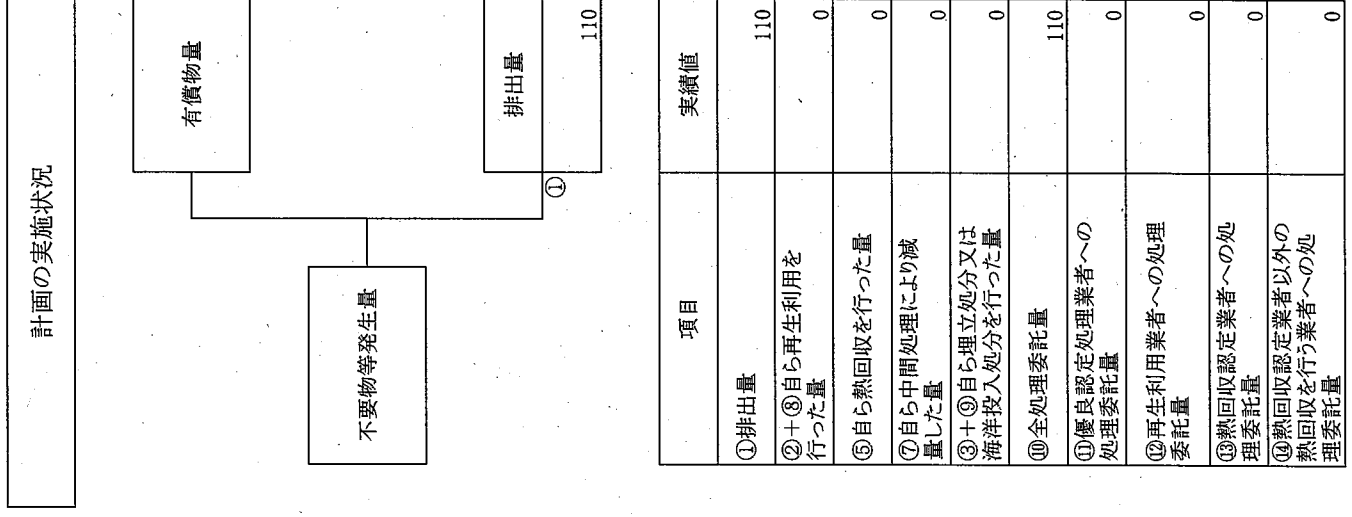 計画の実施状況
有償物量
不要物等発生量
排出量
①
110
項目 実績値
①排出量 110
②+⑧自ら再生利用を
行った量 0
⑤自ら熱回収を行った量 0
⑦自ら中間処理により減
量した量 0
③+⑨自ら埋立処分又は
海洋投入処分を行った量 0
⑩全処理委託量 110
⑪優良認定処理業者への
処理委託量 0
⑫再生利用業者への処理
委託量 0
⑬熱回収認定業者への処
理委託量 0
⑭熱回収認定業者以外の
熱回収を行う業者への処
理委託量 0